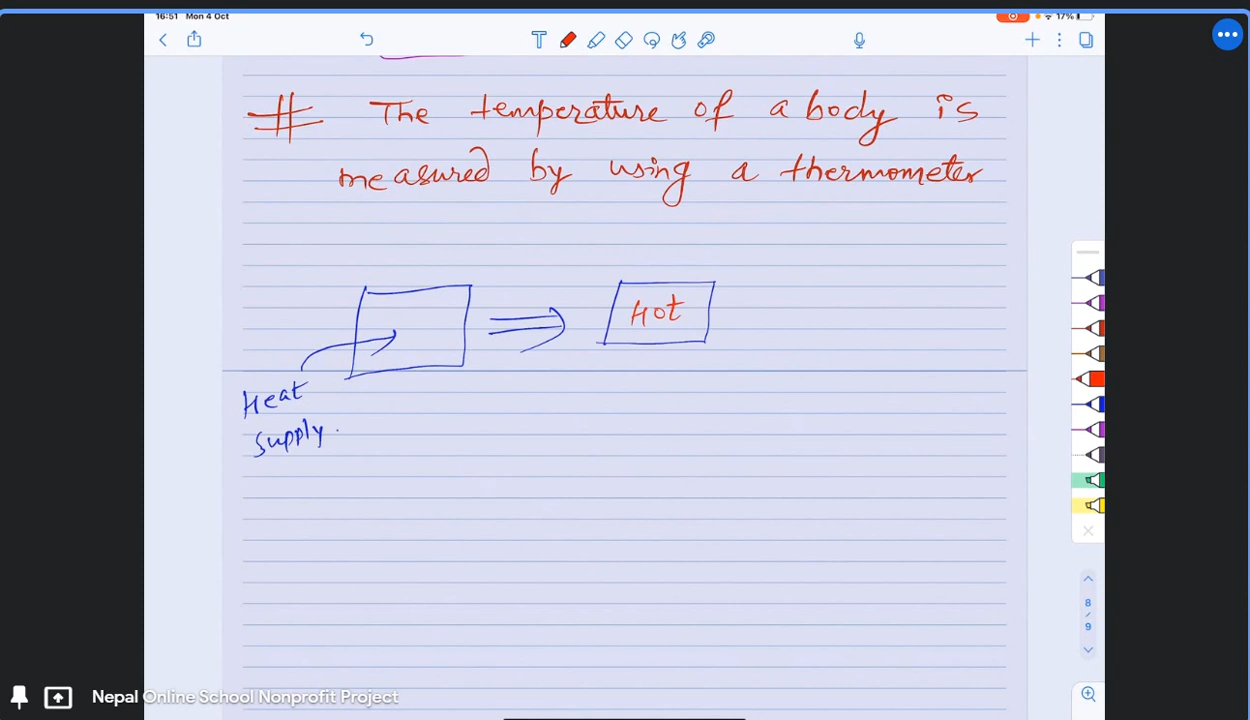 16:51 Mon 4 Oct
17%
# The temperature of a body is
measured by using a thermometer
Hot
Heat
Supply
8
/
9
Nepal Online School Nonprofit Project